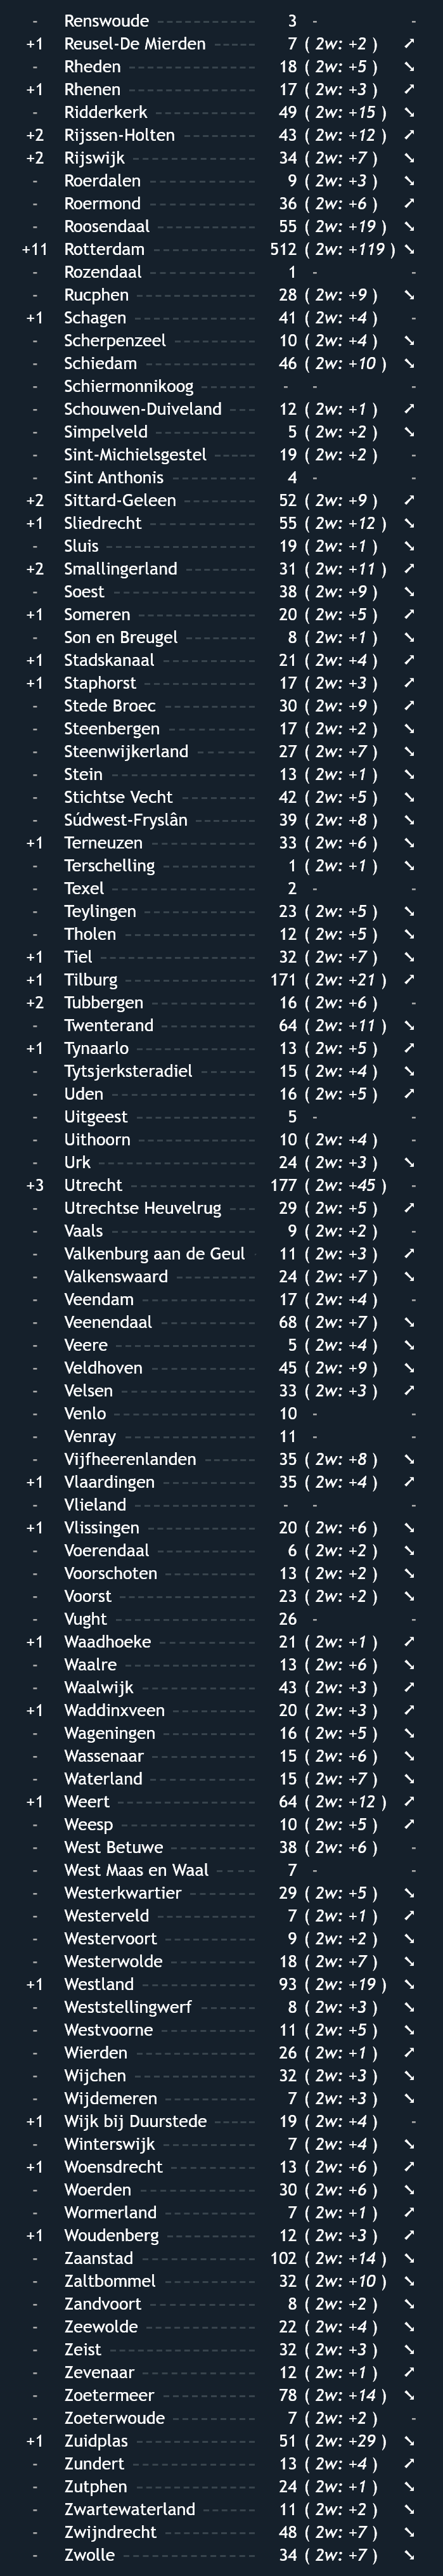 - Renswoude 3 - -
+1 Reusel-De Mierden 7 ( 2w: +2 ) ↗
- Rheden 18 ( 2w: +5 ) ↘
+1 Rhenen 17 ( 2w: +3 ) ↗
- Ridderkerk 49 ( 2w: +15 ) ↘
+2 Rijssen-Holten 43 ( 2w: +12 ) ↗
+2 Rijswijk 34 ( 2w: +7 ) ↘
- Roerdalen 9 ( 2w: +3 ) ↘
- Roermond 36 ( 2w: +6 ) ↗
- Roosendaal 55 ( 2w: +19 ) ↘
+11 Rotterdam 512 ( 2w: +119 ) ↘
- Rozendaal 1 - -
- Rucphen 28 ( 2w: +9 ) ↘
+1 Schagen 41 ( 2w: +4 ) -
- Scherpenzeel 10 ( 2w: +4 ) ↘
- Schiedam 46 ( 2w: +10 ) ↘
- Schiermonnikoog - - -
- Schouwen-Duiveland 12 ( 2w: +1 ) ↗
- Simpelveld 5 ( 2w: +2 ) ↘
- Sint-Michielsgestel 19 ( 2w: +2 ) -
- Sint Anthonis 4 - -
+2 Sittard-Geleen 52 ( 2w: +9 ) ↗
+1 Sliedrecht 55 ( 2w: +12 ) ↘
- Sluis 19 ( 2w: +1 ) ↘
+2 Smallingerland 31 ( 2w: +11 ) ↗
- Soest 38 ( 2w: +9 ) ↘
+1 Someren 20 ( 2w: +5 ) ↗
- Son en Breugel 8 ( 2w: +1 ) ↘
+1 Stadskanaal 21 ( 2w: +4 ) ↗
+1 Staphorst 17 ( 2w: +3 ) ↗
- Stede Broec 30 ( 2w: +9 ) ↗
- Steenbergen 17 ( 2w: +2 ) ↘
- Steenwijkerland 27 ( 2w: +7 ) ↘
- Stein 13 ( 2w: +1 ) ↘
- Stichtse Vecht 42 ( 2w: +5 ) ↘
- Súdwest-Fryslân 39 ( 2w: +8 ) ↘
+1 Terneuzen 33 ( 2w: +6 ) ↘
- Terschelling 1 ( 2w: +1 ) ↘
- Texel 2 - -
- Teylingen 23 ( 2w: +5 ) ↘
- Tholen 12 ( 2w: +5 ) ↘
+1 Tiel 32 ( 2w: +7 ) ↘
+1 Tilburg 171 ( 2w: +21 ) ↗
+2 Tubbergen 16 ( 2w: +6 ) -
- Twenterand 64 ( 2w: +11 ) ↘
+1 Tynaarlo 13 ( 2w: +5 ) ↗
- Tytsjerksteradiel 15 ( 2w: +4 ) ↘
- Uden 16 ( 2w: +5 ) ↗
- Uitgeest 5 - -
- Uithoorn 10 ( 2w: +4 ) -
- Urk 24 ( 2w: +3 ) ↘
+3 Utrecht 177 ( 2w: +45 ) -
- Utrechtse Heuvelrug 29 ( 2w: +5 ) ↗
- Vaals 9 ( 2w: +2 ) -
- Valkenburg aan de Geul 11 ( 2w: +3 ) ↗
- Valkenswaard 24 ( 2w: +7 ) ↘
- Veendam 17 ( 2w: +4 ) -
- Veenendaal 68 ( 2w: +7 ) ↘
- Veere 5 ( 2w: +4 ) ↘
- Veldhoven 45 ( 2w: +9 ) ↘
- Velsen 33 ( 2w: +3 ) ↗
- Venlo 10 - -
- Venray 11 - -
- Vijfheerenlanden 35 ( 2w: +8 ) ↘
+1 Vlaardingen 35 ( 2w: +4 ) ↗
- Vlieland - - -
+1 Vlissingen 20 ( 2w: +6 ) ↘
- Voerendaal 6 ( 2w: +2 ) ↘
- Voorschoten 13 ( 2w: +2 ) ↘
- Voorst 23 ( 2w: +2 ) ↘
- Vught 26 - -
+1 Waadhoeke 21 ( 2w: +1 ) ↗
- Waalre 13 ( 2w: +6 ) ↘
- Waalwijk 43 ( 2w: +3 ) ↗
+1 Waddinxveen 20 ( 2w: +3 ) ↗
- Wageningen 16 ( 2w: +5 ) ↘
- Wassenaar 15 ( 2w: +6 ) ↘
- Waterland 15 ( 2w: +7 ) ↘
+1 Weert 64 ( 2w: +12 ) ↗
- Weesp 10 ( 2w: +5 ) ↗
- West Betuwe 38 ( 2w: +6 ) -
- West Maas en Waal 7 - -
- Westerkwartier 29 ( 2w: +5 ) ↘
- Westerveld 7 ( 2w: +1 ) ↗
- Westervoort 9 ( 2w: +2 ) ↘
- Westerwolde 18 ( 2w: +7 ) ↘
+1 Westland 93 ( 2w: +19 ) ↘
- Weststellingwerf 8 ( 2w: +3 ) ↘
- Westvoorne 11 ( 2w: +5 ) ↘
- Wierden 26 ( 2w: +1 ) ↗
- Wijchen 32 ( 2w: +3 ) ↘
- Wijdemeren 7 ( 2w: +3 ) ↘
+1 Wijk bij Duurstede 19 ( 2w: +4 ) -
- Winterswijk 7 ( 2w: +4 ) ↘
+1 Woensdrecht 13 ( 2w: +6 ) ↗
- Woerden 30 ( 2w: +6 ) ↘
- Wormerland 7 ( 2w: +1 ) ↗
+1 Woudenberg 12 ( 2w: +3 ) ↗
- Zaanstad 102 ( 2w: +14 ) ↘
- Zaltbommel 32 ( 2w: +10 ) ↘
- Zandvoort 8 ( 2w: +2 ) ↘
- Zeewolde 22 ( 2w: +4 ) ↘
- Zeist 32 ( 2w: +3 ) ↘
- Zevenaar 12 ( 2w: +1 ) ↗
- Zoetermeer 78 ( 2w: +14 ) ↘
- Zoeterwoude 7 ( 2w: +2 ) -
+1 Zuidplas 51 ( 2w: +29 ) ↘
- Zundert 13 ( 2w: +4 ) ↗
- Zutphen 24 ( 2w: +1 ) ↘
- Zwartewaterland 11 ( 2w: +2 ) ↘
- Zwijndrecht 48 ( 2w: +7 ) ↘
- Zwolle 34 ( 2w: +7 ) ↘